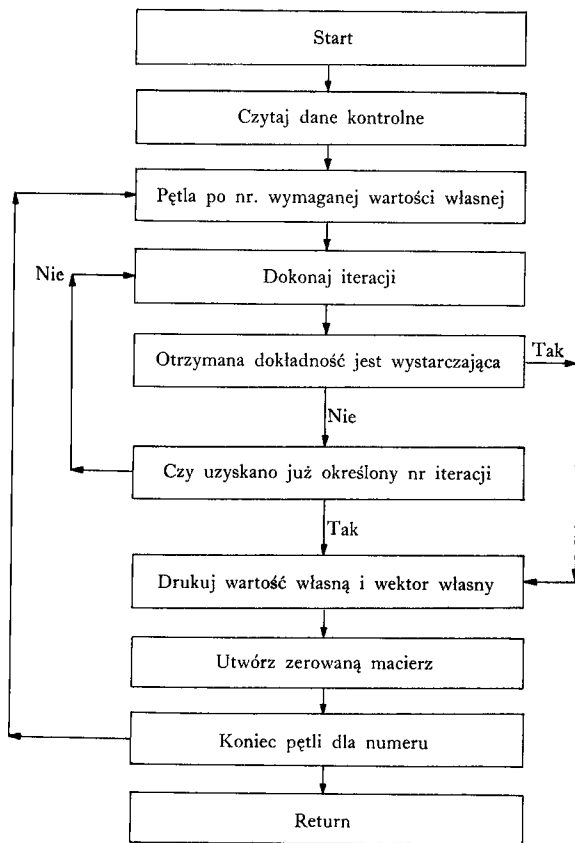 Start
Czytaj dane kontrolne
Pętla po nr. wymaganej wartości własnej
Nie
Dokonaj iteracji
Otrzymana dokładność jest wystarczająca
Tak
Nie
Czy uzyskano już określony nr iteracji
Tak
Drukuj wartość własną i wektor własny
Utwórz zerowaną macierz
Koniec pętli dla numeru
Return